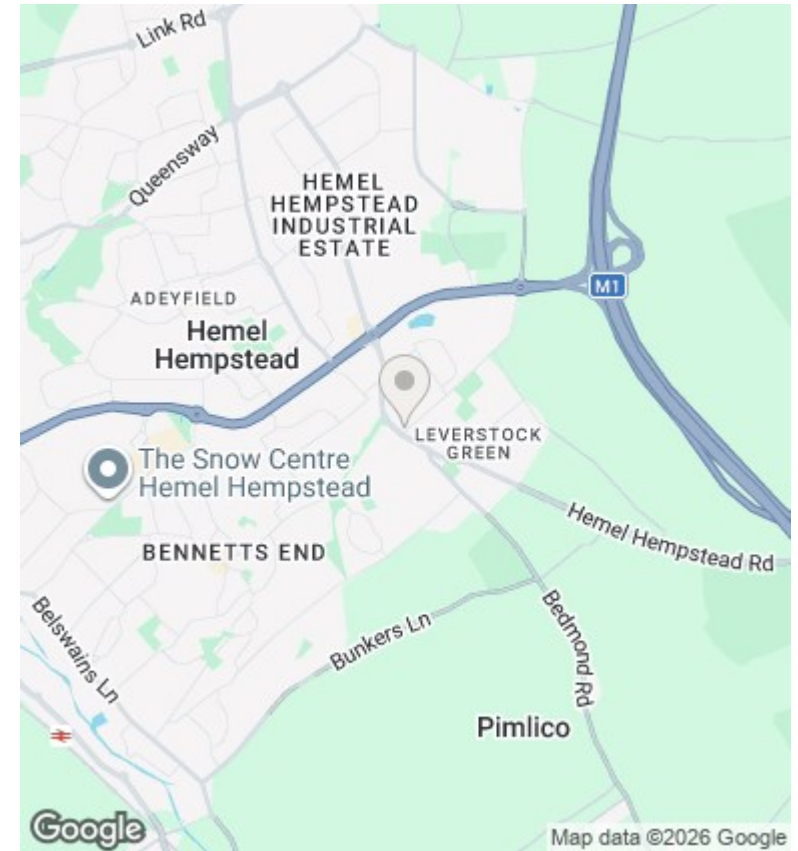 Link Rd
Queensway
HEMEL
HEMPSTEAD
INDUSTRIAL
ESTATE
M1
ADEYFIELD
Hemel
Hempstead
LEVERSTOCK
GREEN
The Snow Centre
Hemel Hempstead
Hemel Hempstead Rd
BENNETTS END
Belswains Ln
Bunkers Ln
Bedmond Rd
Pimlico
Google
Map data ©2026 Google